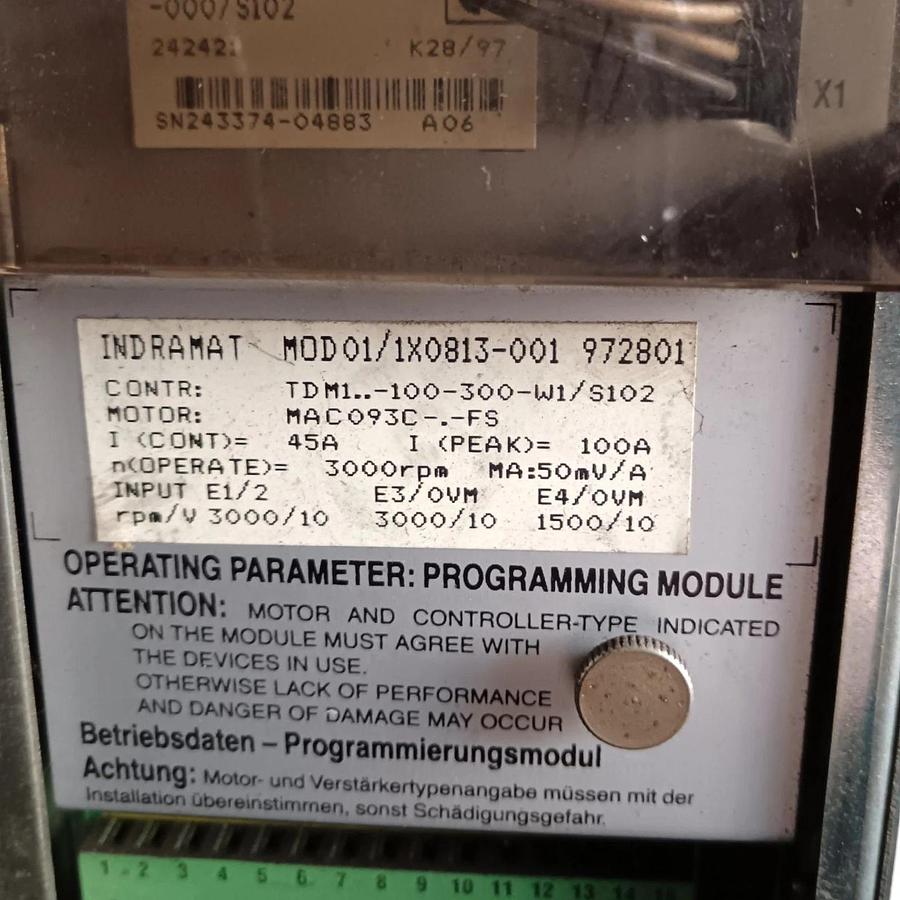 -000/S102
K28/97
SN243374-04883 A06
X1
INDRAMAT MOD01/1X0813-001 972801
CONTR: TDM1..-100-300-W1/S102
MOTOR: MAC093C-.-FS
I (CONT)= 45A I (PEAK)= 100A
n(OPERATE)= 3000rpm MA:50mV/A
INPUT E1/2 E3/0VM E4/0VM
rpm/V 3000/10 3000/10 1500/10
OPERATING PARAMETER: PROGRAMMING MODULE
ATTENTION: MOTOR AND CONTROLLER-TYPE INDICATED
ON THE MODULE MUST AGREE WITH
THE DEVICES IN USE.
OTHERWISE LACK OF PERFORMANCE
AND DANGER OF DAMAGE MAY OCCUR
Betriebsdaten – Programmierungsmodul
Achtung: Motor- und Verstärkertypenangabe müssen mit der
Installation übereinstimmen, sonst Schädigungsgefahr.
1 2 3 4 5 6 7 8 9 10 11 12 13 14